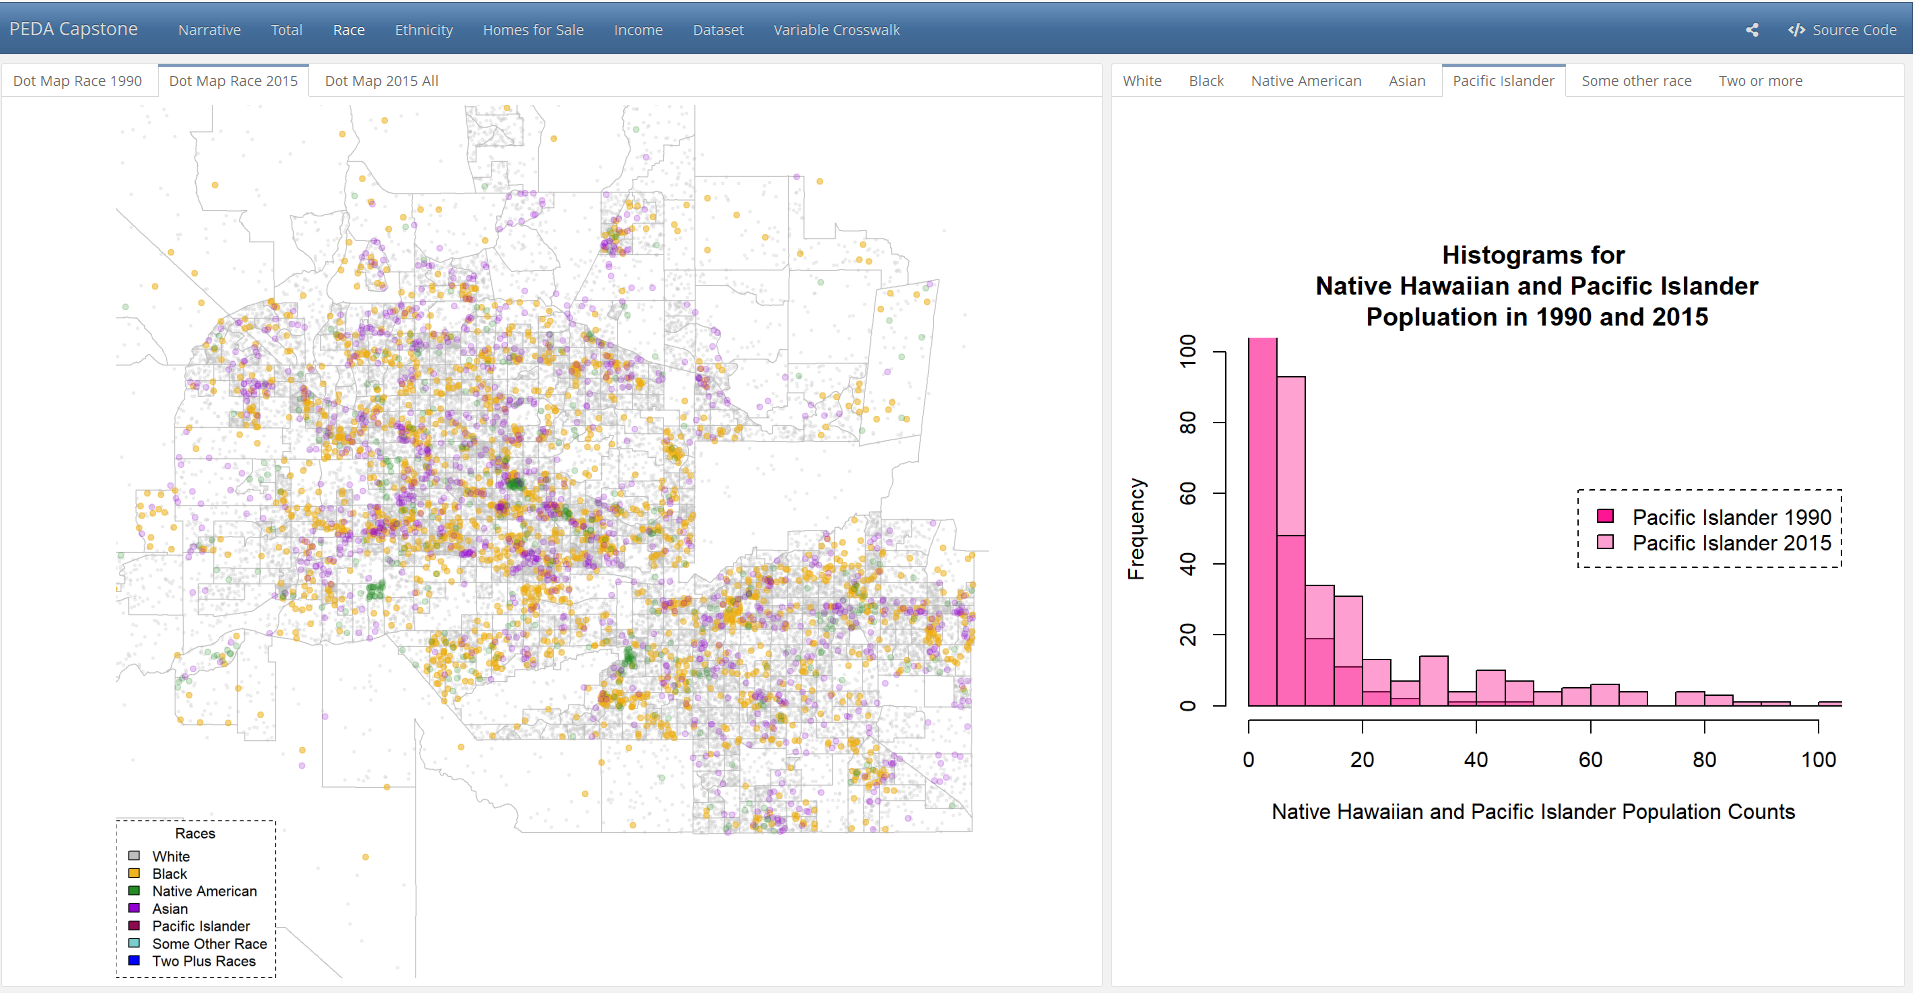 PEDA Capstone Narrative Total Race Ethnicity Homes for Sale Income Dataset Variable Crosswalk Source Code
Dot Map Race 1990 Dot Map Race 2015 Dot Map 2015 All
Races
White
Black
Native American
Asian
Pacific Islander
Some Other Race
Two Plus Races
White Black Native American Asian Pacific Islander Some other race Two or more
Histograms for
Native Hawaiian and Pacific Islander
Popluation in 1990 and 2015
Frequency
100
80
60
40
20
0
Pacific Islander 1990
Pacific Islander 2015
0 20 40 60 80 100
Native Hawaiian and Pacific Islander Population Counts